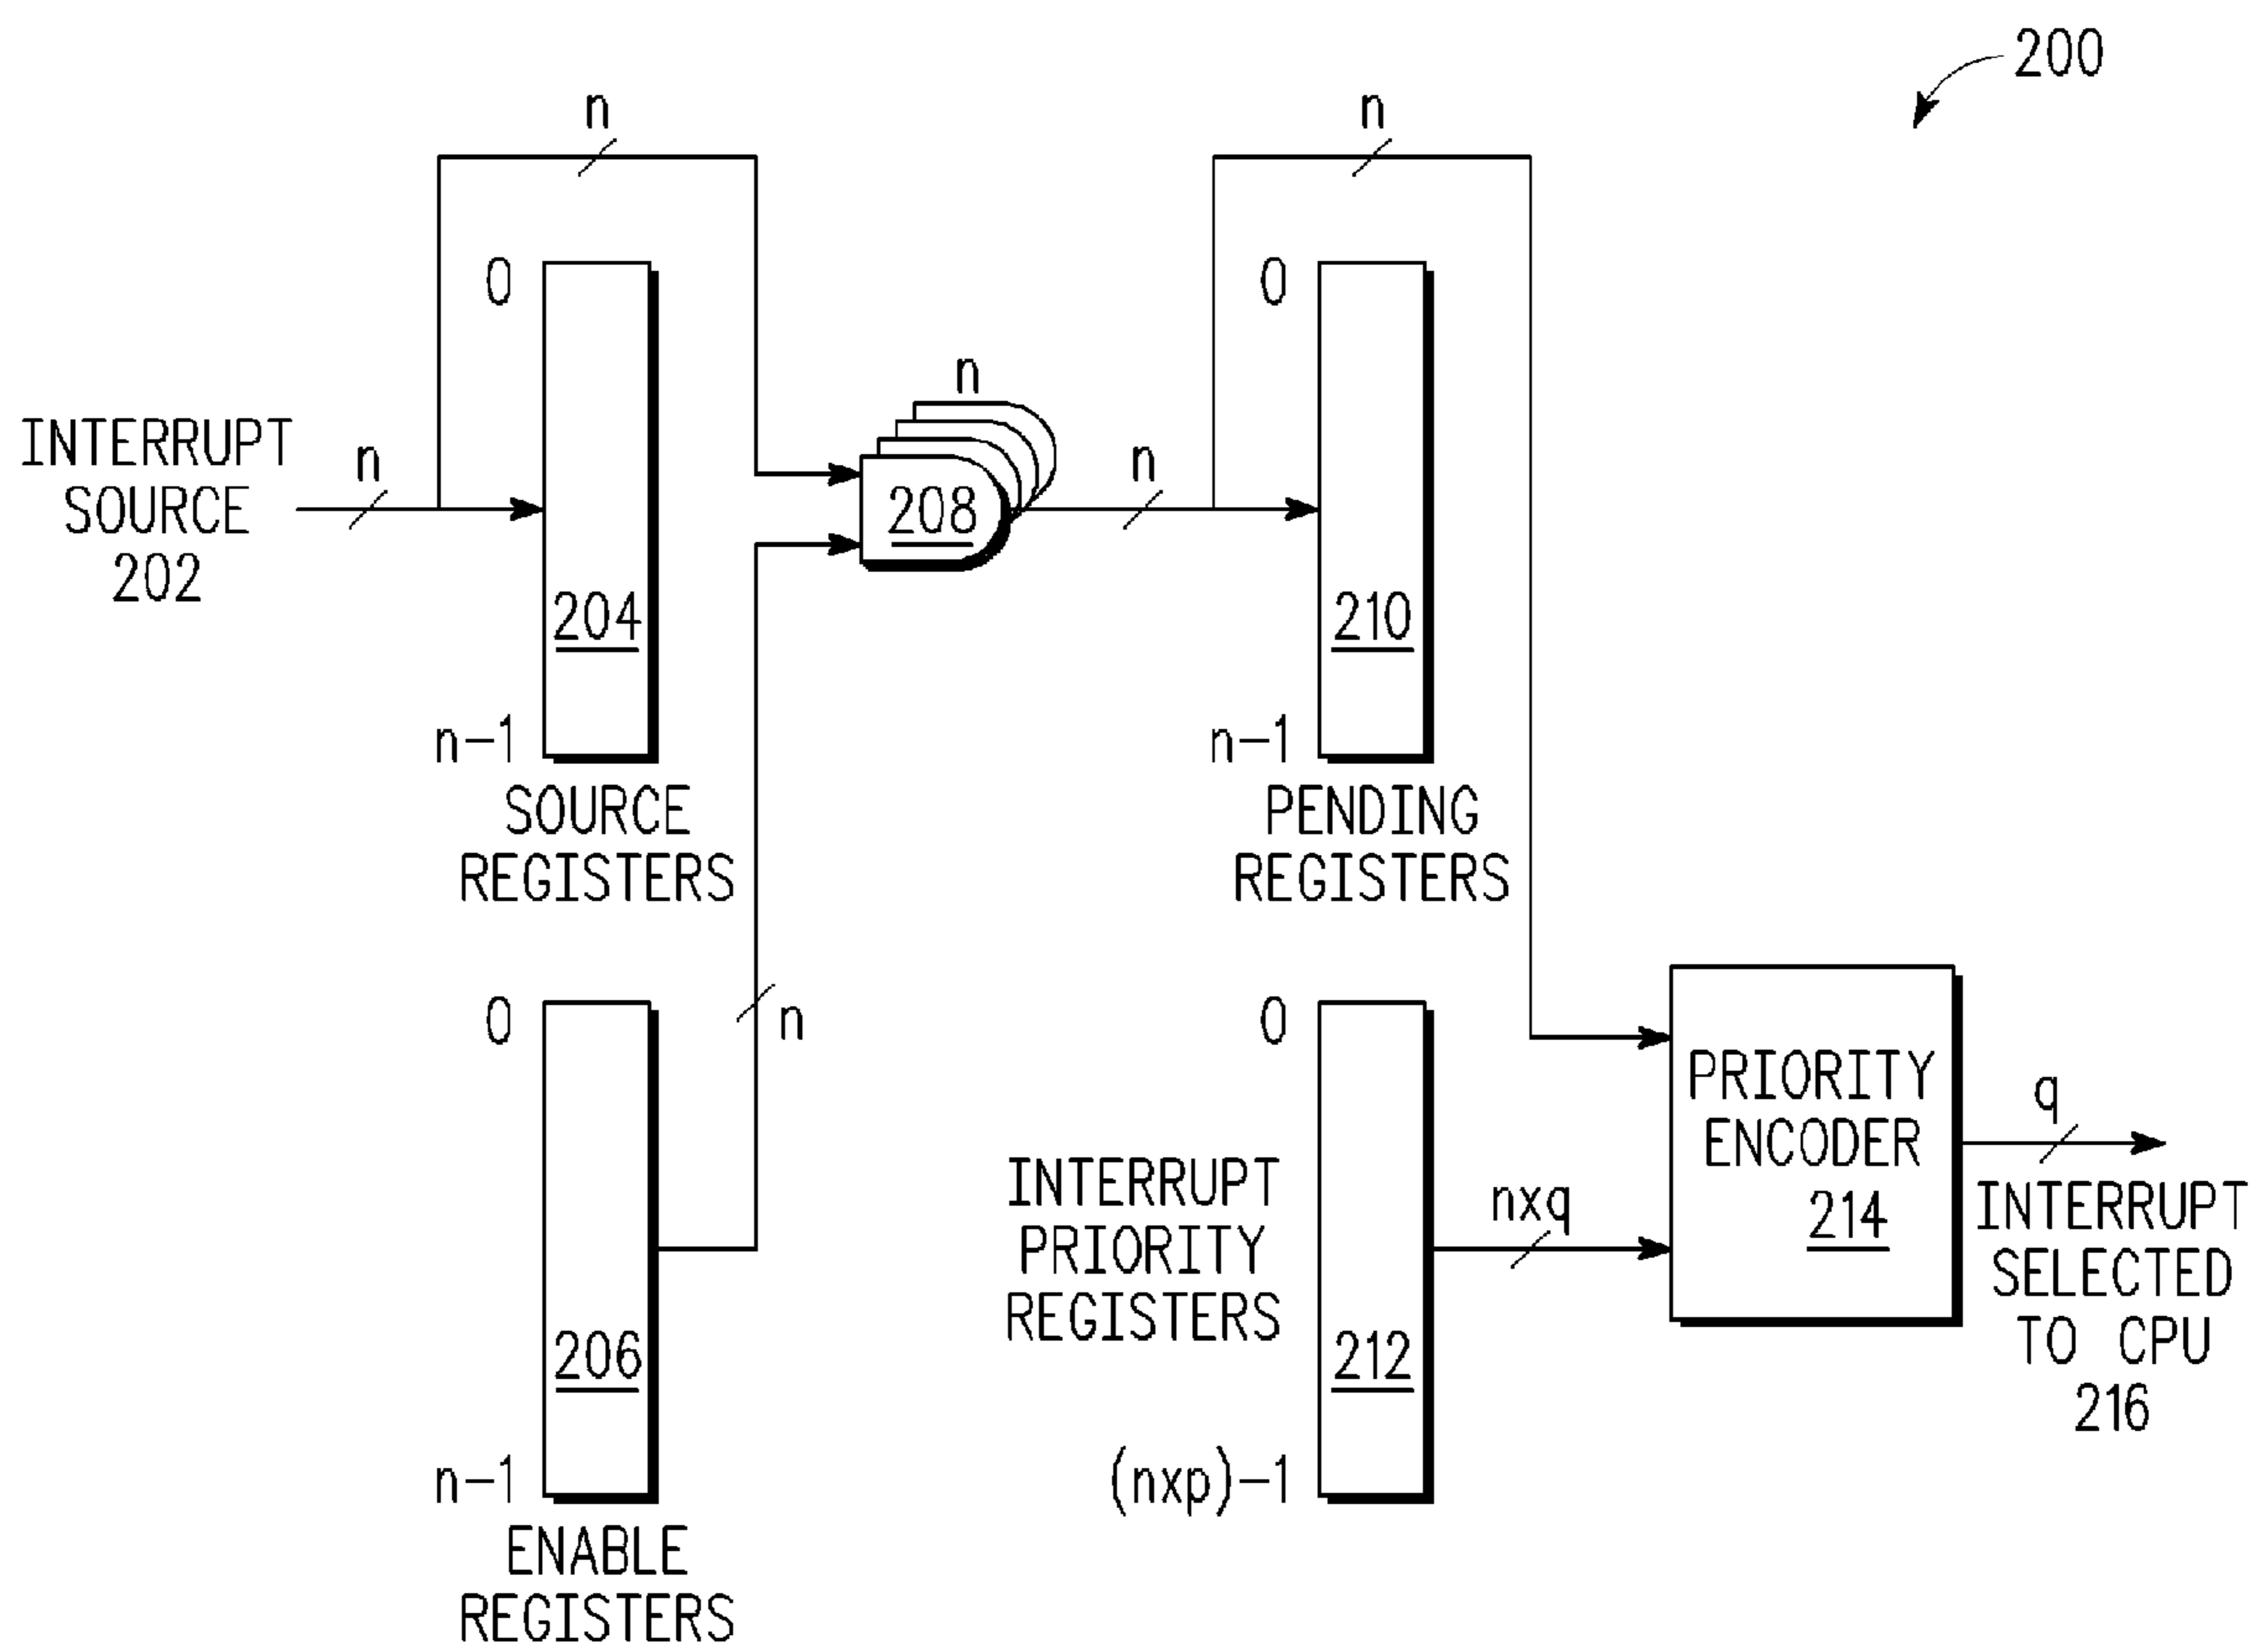 200
n
n
0
0
n
INTERRUPT
SOURCE
202
n
n
208
204
210
n-1
n-1
SOURCE
REGISTERS
PENDING
REGISTERS
0
n
0
PRIORITY
ENCODER
214
q
INTERRUPT
SELECTED
TO CPU
216
INTERRUPT
PRIORITY
REGISTERS
nxq
206
212
n-1
(nxp)-1
ENABLE
REGISTERS